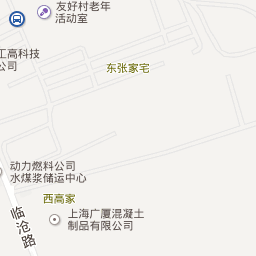 友好村老年
活动室
工高科技
公司
东张家宅
动力燃料公司
水煤浆储运中心
西高家
上海广厦混凝土
制品有限公司
临沧路